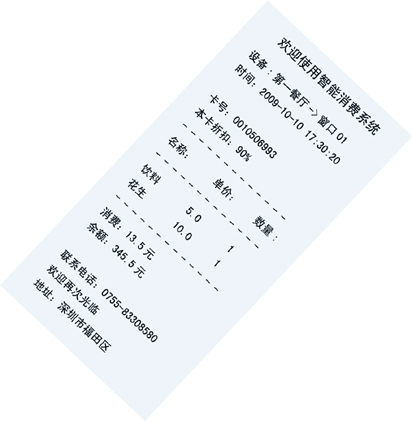 欢迎使用智能消费系统
设备：第一餐厅->窗口01
时间：2009-10-10 17:30:20
卡号：0010506993
本卡折扣：90%
名称： 单价： 数量：
饮料 5.0 1
花生 10.0 1
消费：13.5元
余额：345.5元
联系电话：0755-83308580
欢迎再次光临
地址：深圳市福田区